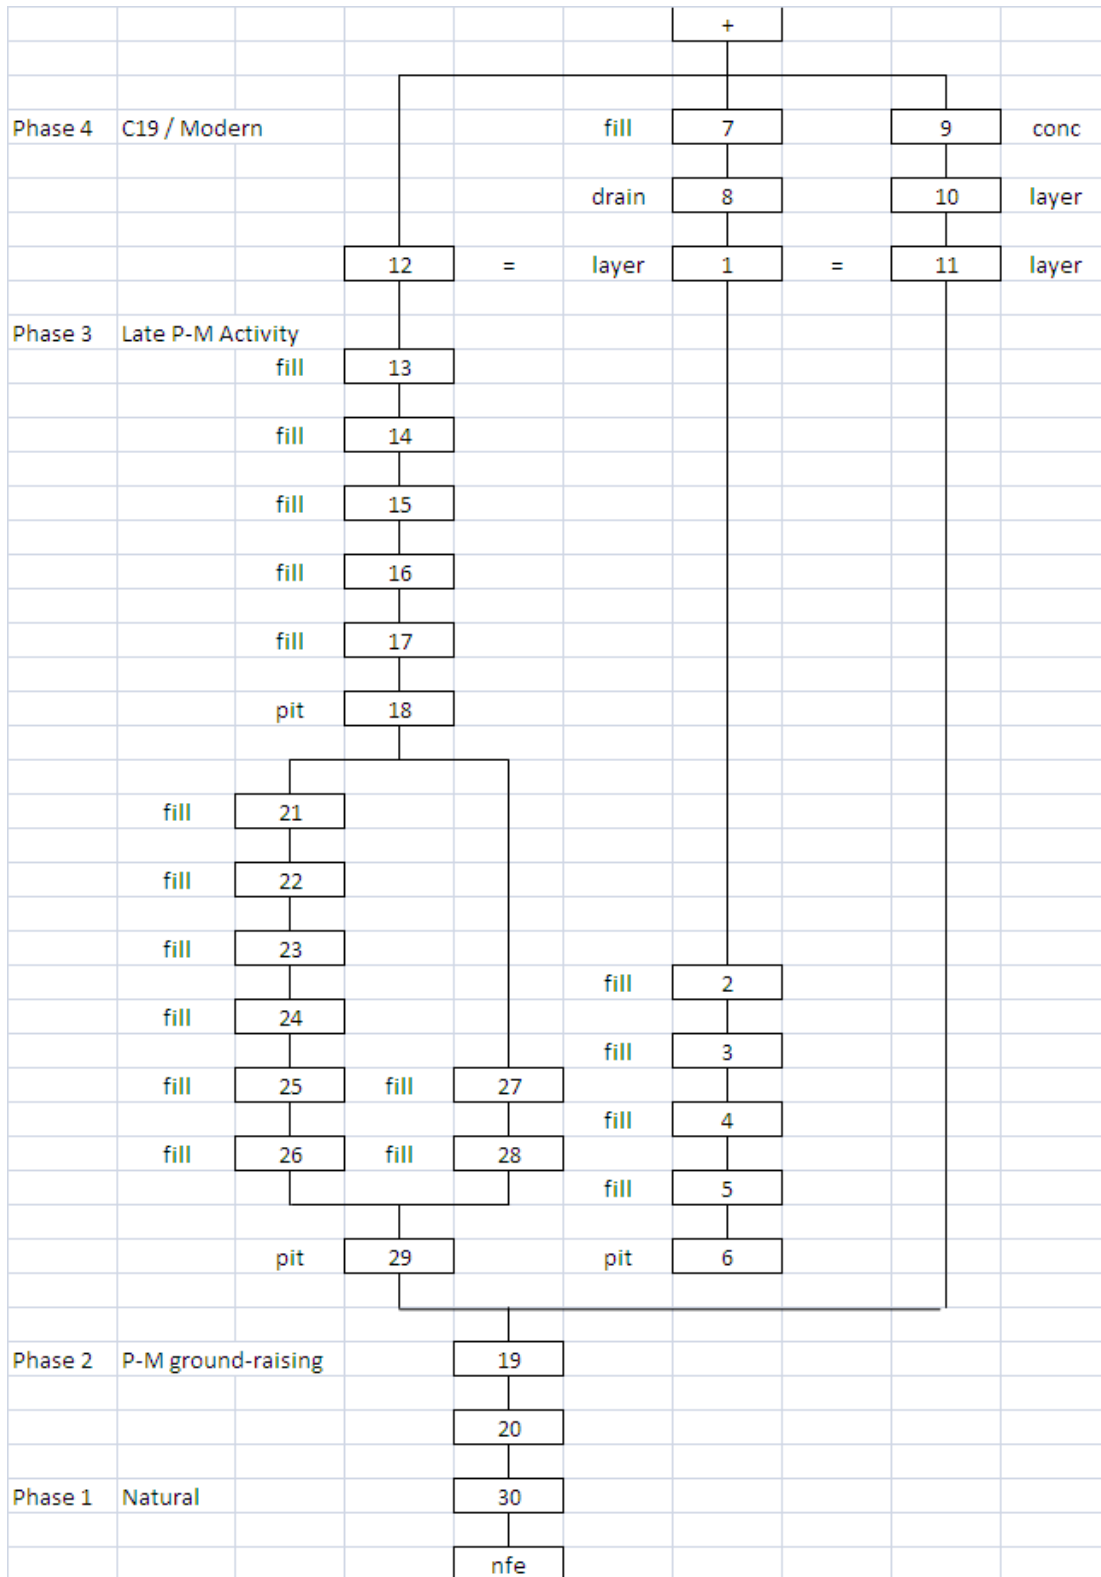 +
Phase 4 C19 / Modern fill 7 9 conc
drain 8 10 layer
12 = layer 1 = 11 layer
Phase 3 Late P-M Activity
fill 13
fill 14
fill 15
fill 16
fill 17
pit 18
fill 21
fill 22
fill 23
fill 2
fill 24
fill 3
fill 25 fill 27
fill 4
fill 26 fill 28
fill 5
pit 29 pit 6
Phase 2 P-M ground-raising 19
20
Phase 1 Natural 30
nfe